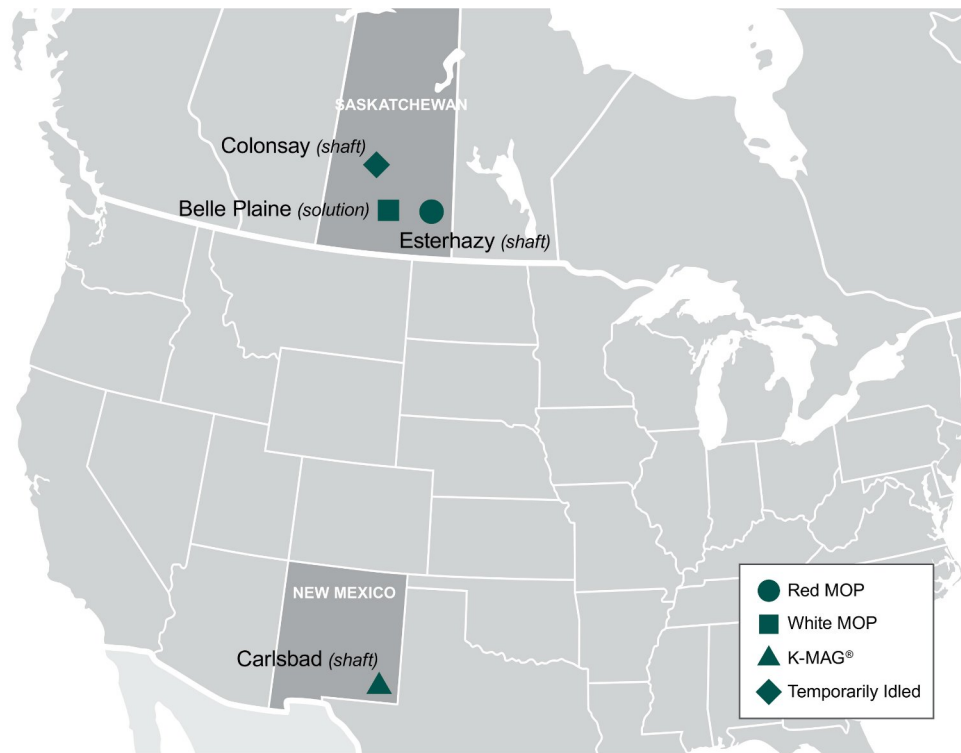 SASKATCHEWAN
Colonsay (shaft)
Belle Plaine (solution)
Esterhazy (shaft)
NEW MEXICO
Carlsbad (shaft)
Red MOP
White MOP
K-MAG®
Temporarily Idled